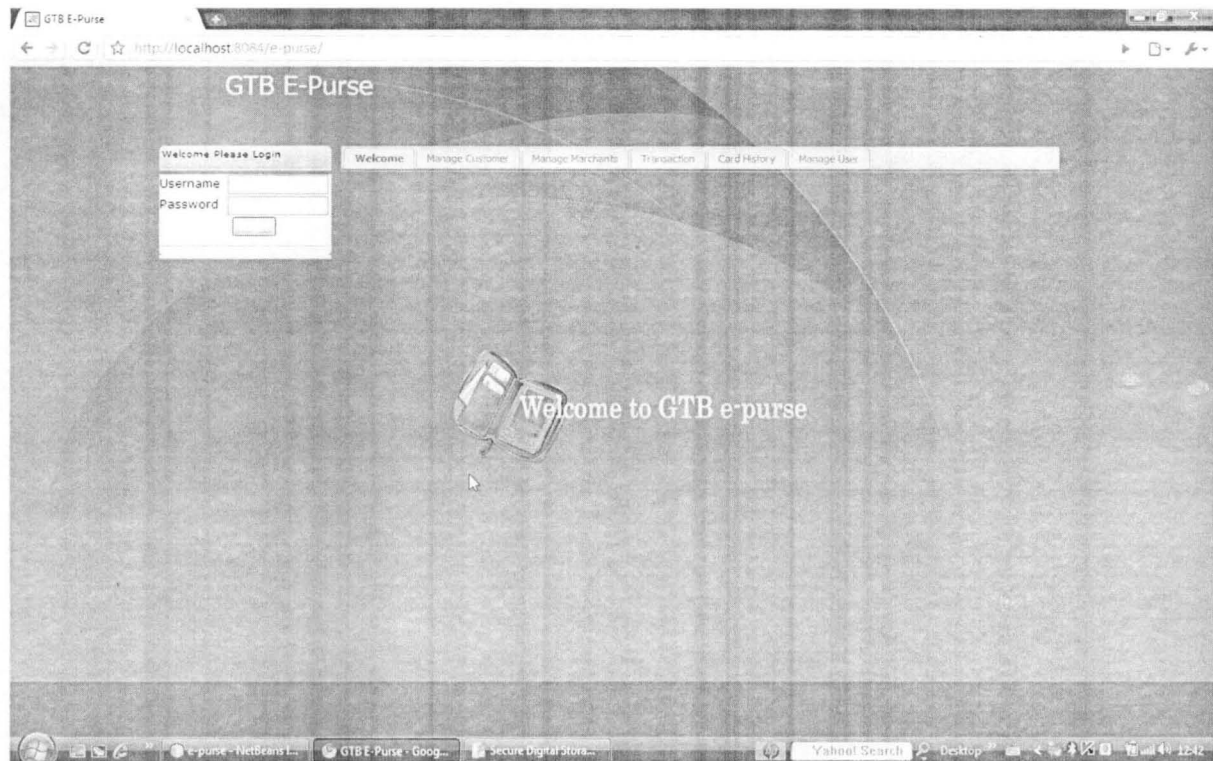 GTB E-Purse
http://localhost:8084/e-purse/
GTB E-Purse
Welcome Please Login
Username
Password
Welcome Manage Customer Manage Marchants Transaction Card History Manage User
Welcome to GTB e-purse
e-purse - NetBeans I... GTB E-Purse - Goog... Secure Digital Stora... Yahoo! Search Desktop 12:42